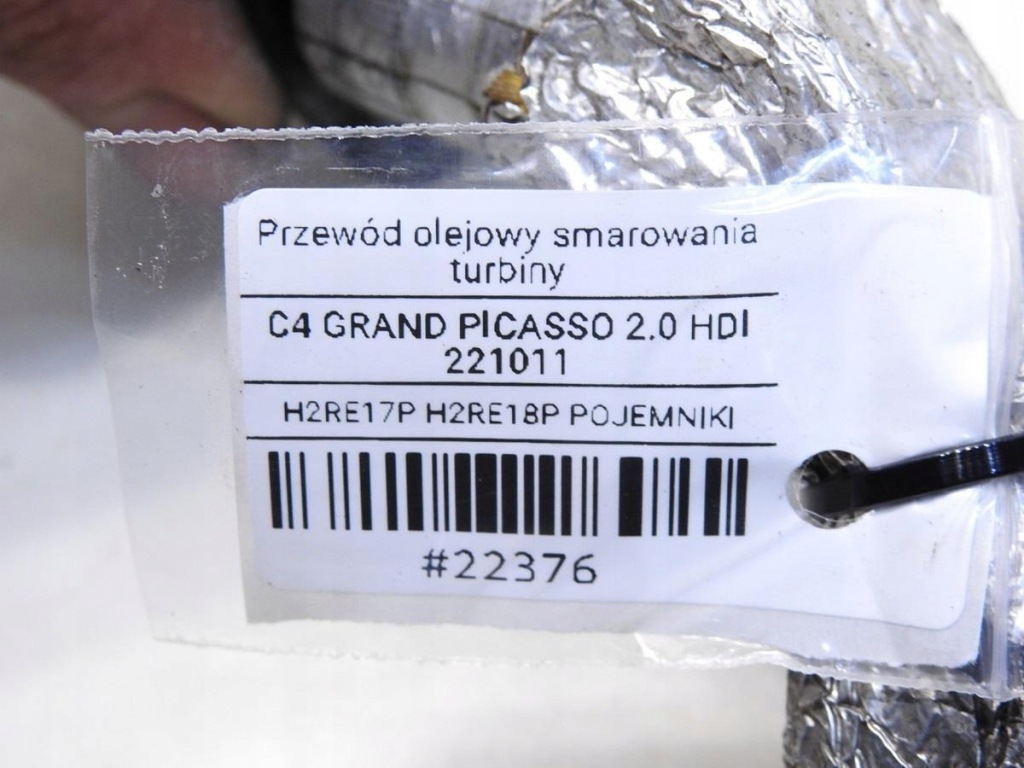 Przewód olejowy smarowania
turbiny
C4 GRAND PICASSO 2.0 HDI
221011
H2RE17P H2RE18P POJEMNIKI
#22376